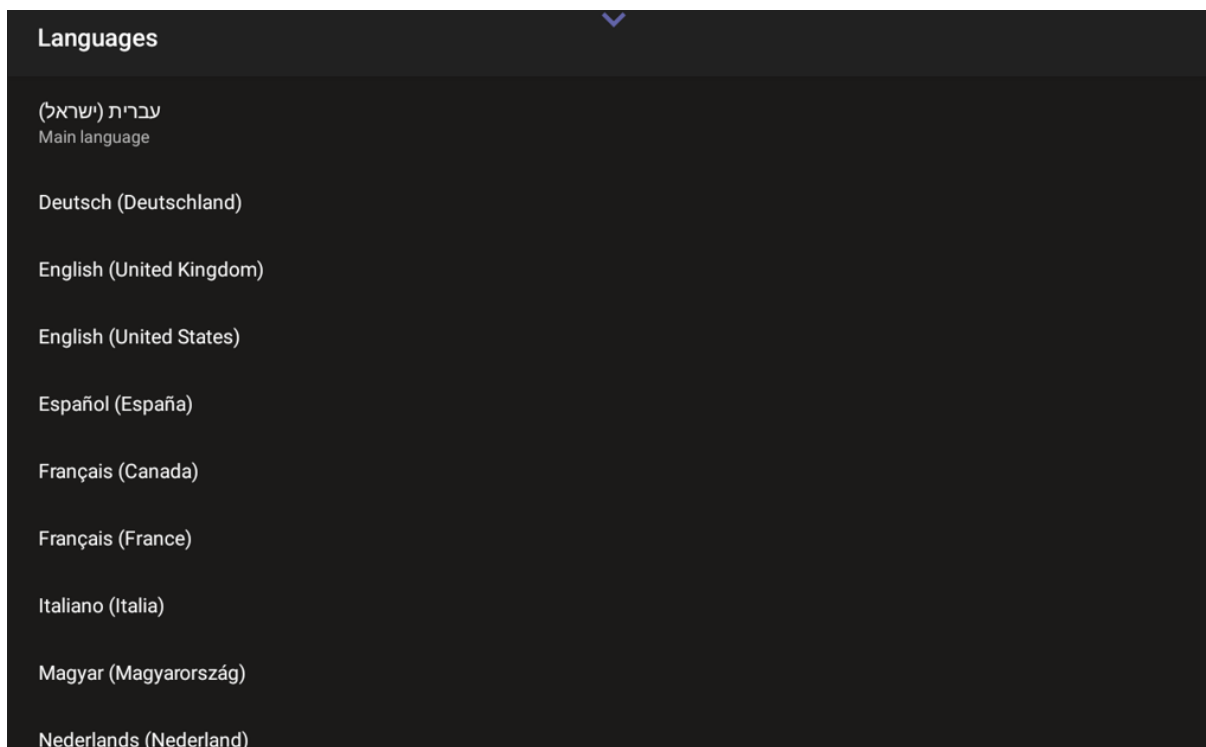 Languages
עברית (ישראל)
Main language
Deutsch (Deutschland)
English (United Kingdom)
English (United States)
Español (España)
Français (Canada)
Français (France)
Italiano (Italia)
Magyar (Magyarország)
Nederlands (Nederland)